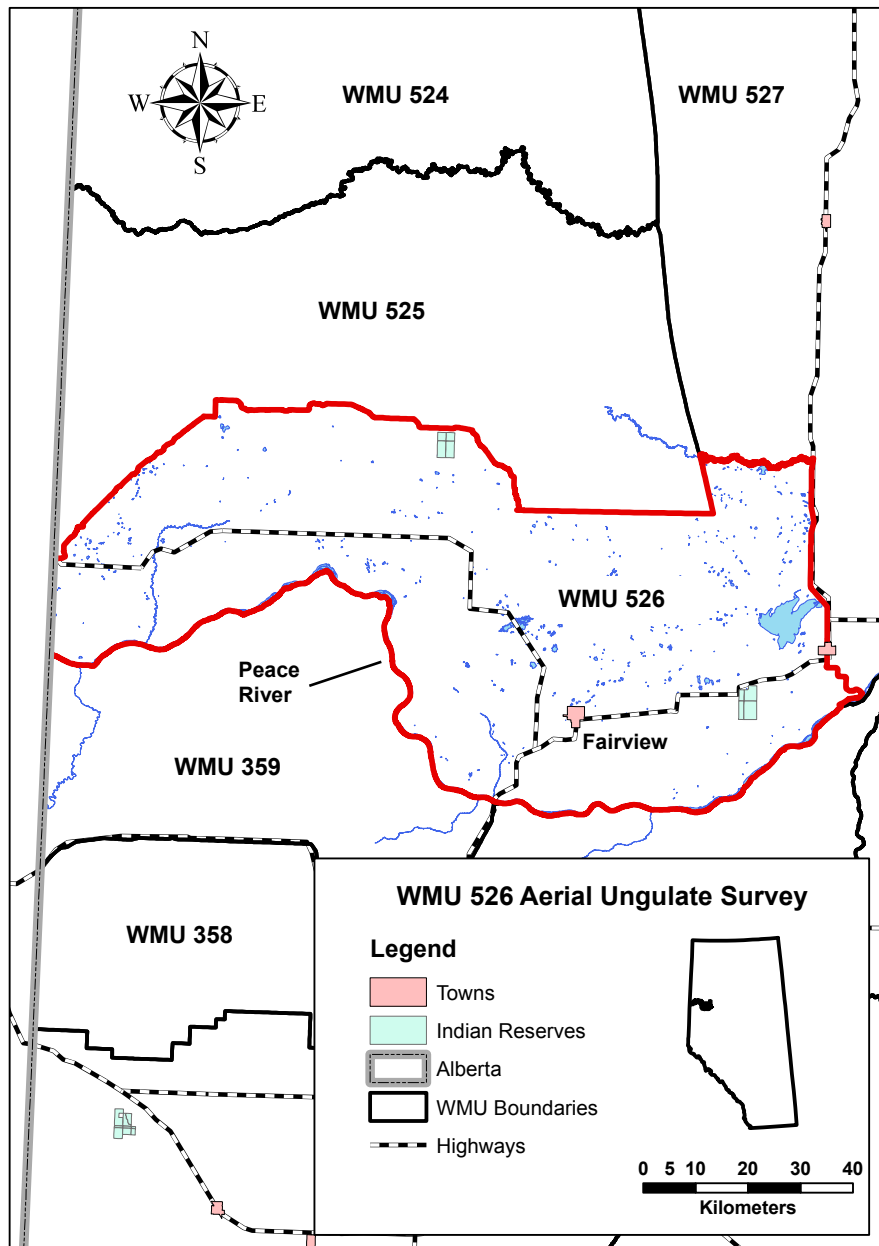 N
W
E
S
WMU 524
WMU 527
WMU 525
WMU 526
Peace
River
Fairview
WMU 359
WMU 358
WMU 526 Aerial Ungulate Survey
Legend
Towns
Indian Reserves
Alberta
WMU Boundaries
Highways
0 5 10 20 30 40
Kilometers